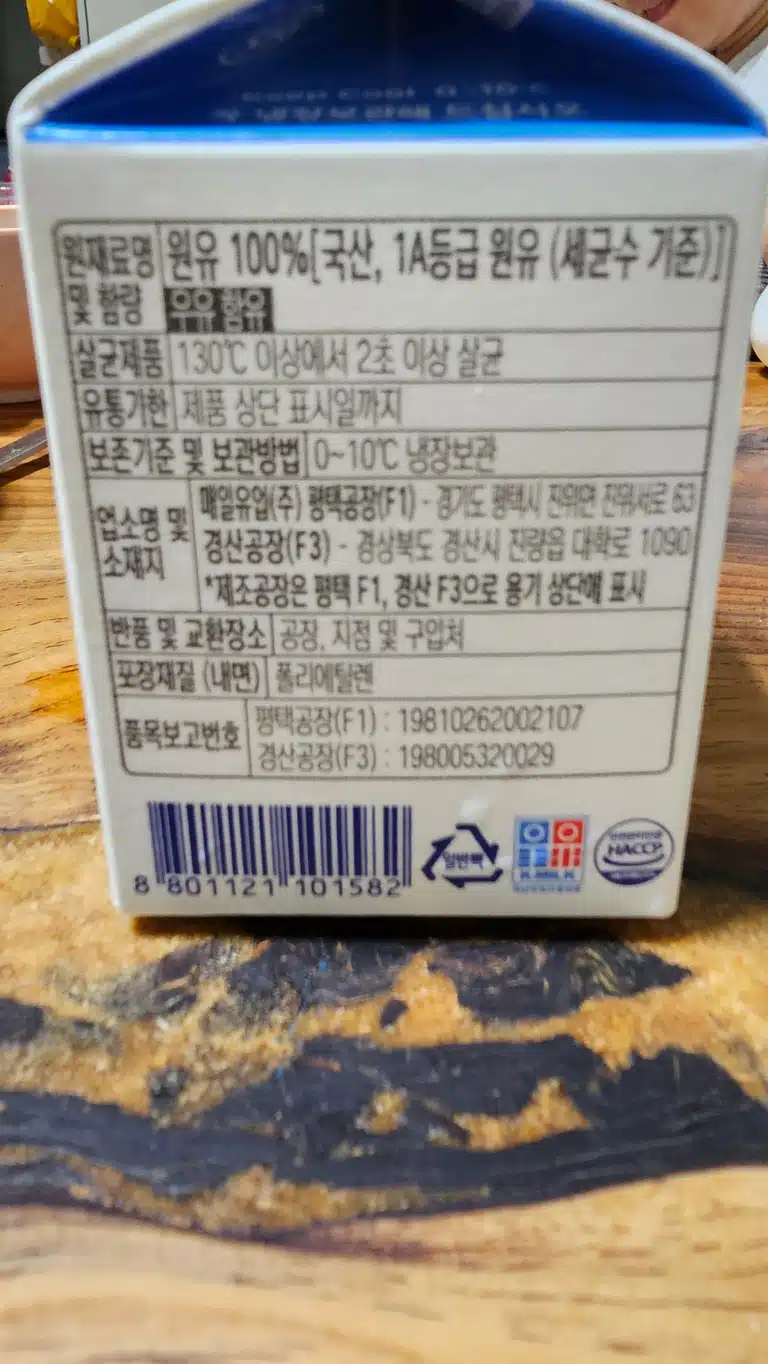 Keep Cool 0-10℃
원재료명 및 함량
원유 100%[국산, 1A등급 원유 (세균수 기준)]
우유 함유
살균제품 130℃ 이상에서 2초 이상 살균
유통기한 제품 상단 표시일까지
보존기준 및 보관방법 0~10℃ 냉장보관
업소명 및 소재지
매일유업(주) 평택공장(F1) - 경기도 평택시 진위면 진위서로 63
경산공장(F3) - 경상북도 경산시 진량읍 대학로 1090
*제조공장은 평택 F1, 경산 F3으로 용기 상단에 표시
반품 및 교환장소 공장, 지점 및 구입처
포장재질 (내면) 폴리에틸렌
품목보고번호
평택공장(F1) : 19810262002107
경산공장(F3) : 198005320029
8 801121 101582
일반팩
K-MILK
HACCP